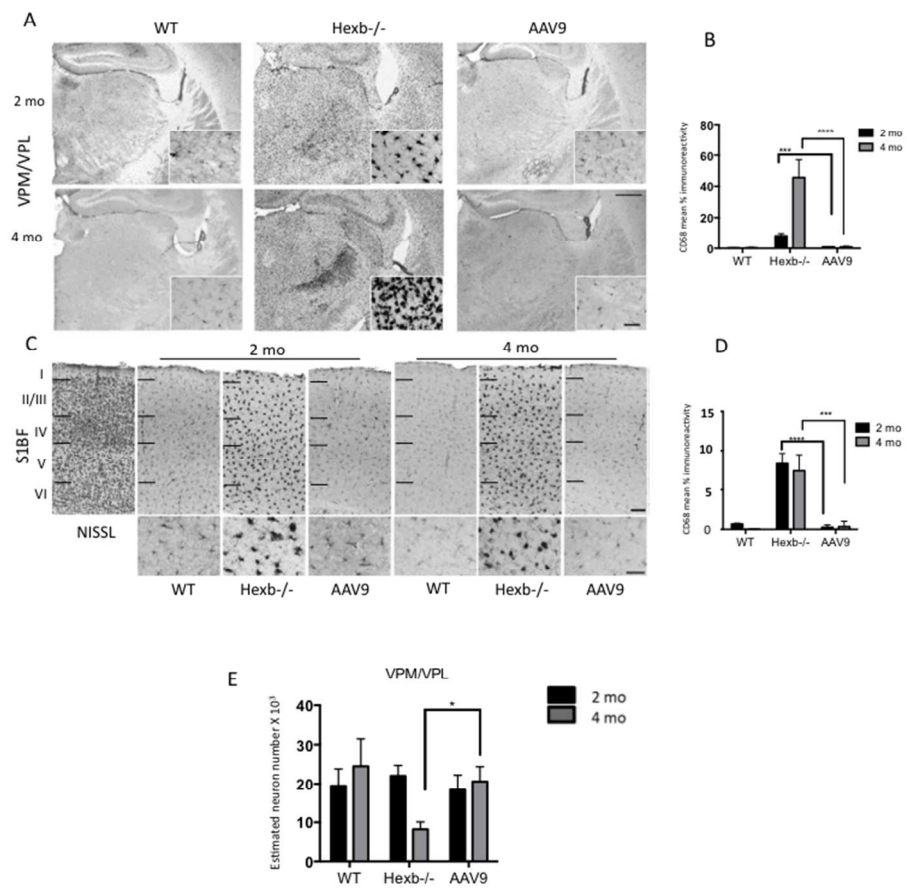 A
WT
Hexb-/-
AAV9
VPM/VPL
2 mo
4 mo
B
CD68 mean % immunoreactivity
80
60
40
20
0
****
***
2 mo
4 mo
WT
Hexb-/-
AAV9
C
2 mo
4 mo
S1BF
I
II/III
IV
V
VI
NISSL
WT
Hexb-/-
AAV9
WT
Hexb-/-
AAV9
D
CD68 mean % immunoreactivity
15
10
5
0
***
****
2 mo
4 mo
WT
Hexb-/-
AAV9
E
VPM/VPL
Estimated neuron number X 10³
40
30
20
10
0
*
2 mo
4 mo
WT
Hexb-/-
AAV9